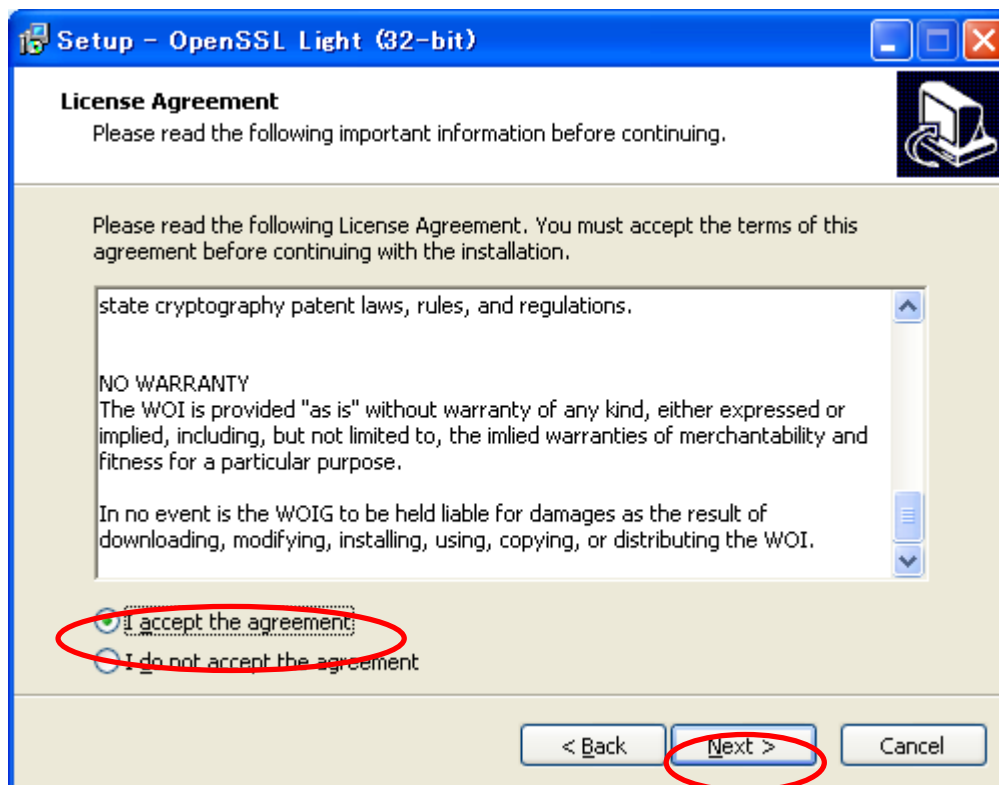 Setup - OpenSSL Light (32-bit)
License Agreement
Please read the following important information before continuing.
Please read the following License Agreement. You must accept the terms of this
agreement before continuing with the installation.
state cryptography patent laws, rules, and regulations.
NO WARRANTY
The WOI is provided "as is" without warranty of any kind, either expressed or
implied, including, but not limited to, the imlied warranties of merchantability and
fitness for a particular purpose.
In no event is the WOIG to be held liable for damages as the result of
downloading, modifying, installing, using, copying, or distributing the WOI.
I accept the agreement
I do not accept the agreement
< Back
Next >
Cancel